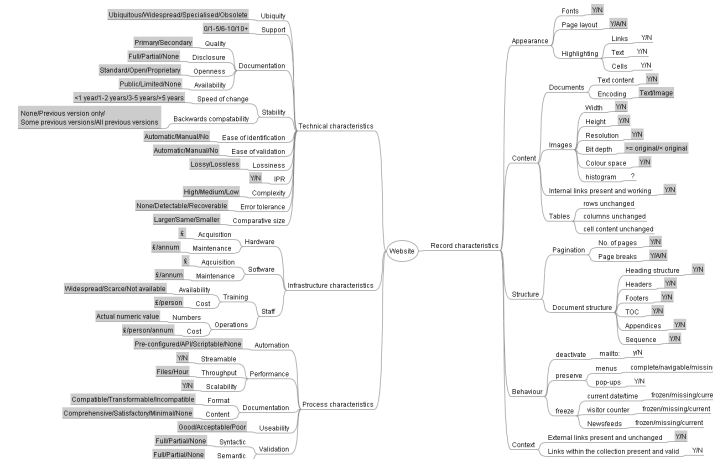 Ubiquitous/Widespread/Specialised/Obsolete Ubiquity
0/1-5/6-10/10+ Support
Primary/Secondary Quality
Full/Partial/None Disclosure
Standard/Open/Proprietary Openness
Public/Limited/None Availability
Documentation
<1 year/1-2 years/3-5 years/>5 years Speed of change
None/Previous version only/
Some previous versions/All previous versions
Backwards compatability
Stability
Automatic/Manual/No Ease of identification
Automatic/Manual/No Ease of validation
Lossy/Lossless Lossiness
Y/N IPR
High/Medium/Low Complexity
None/Detectable/Recoverable Error tolerance
Larger/Same/Smaller Comparative size
Technical characteristics
£ Acquisition
£/annum Maintenance
Hardware
£ Aqcuisition
£/annum Maintenance
Software
Widespread/Scarce/Not available Availability
£/person Cost
Training
Actual numeric value Numbers
£/person/annum Cost
Operations
Staff
Infrastructure characteristics
Pre-configured/API/Scriptable/None Automation
Y/N Streamable
Files/Hour Throughput
Y/N Scalability
Performance
Compatible/Transformable/Incompatible Format
Comprehensive/Satisfactory/Minimal/None Content
Documentation
Good/Acceptable/Poor Useability
Full/Partial/None Syntactic
Full/Partial/None Semantic
Validation
Process characteristics
Website
Record characteristics
Appearance
Fonts Y/N
Page layout Y/A/N
Highlighting
Links Y/N
Text Y/N
Cells Y/N
Content
Documents
Text content Y/N
Encoding Text/Image
Images
Width Y/N
Height Y/N
Resolution Y/N
Bit depth >= original/< original
Colour space Y/N
histogram ?
Internal links present and working Y/N
Tables
rows unchanged
columns unchanged
cell content unchanged
Structure
Pagination
No. of pages Y/N
Page breaks Y/A/N
Document structure
Heading structure Y/N
Headers Y/N
Footers Y/N
TOC Y/N
Appendices Y/N
Sequence Y/N
Behaviour
deactivate mailto: y/N
preserve
menus complete/navigable/missin
pop-ups Y/N
freeze
current date/time frozen/missing/curre
visitor counter frozen/missing/current
Newsfeeds frozen/missing/current
Context
External links present and unchanged Y/N
Links within the collection present and valid Y/N